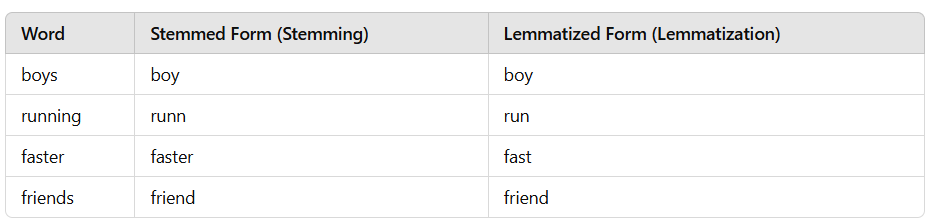 Word Stemmed Form (Stemming) Lemmatized Form (Lemmatization)
boys boy boy
running runn run
faster faster fast
friends friend friend